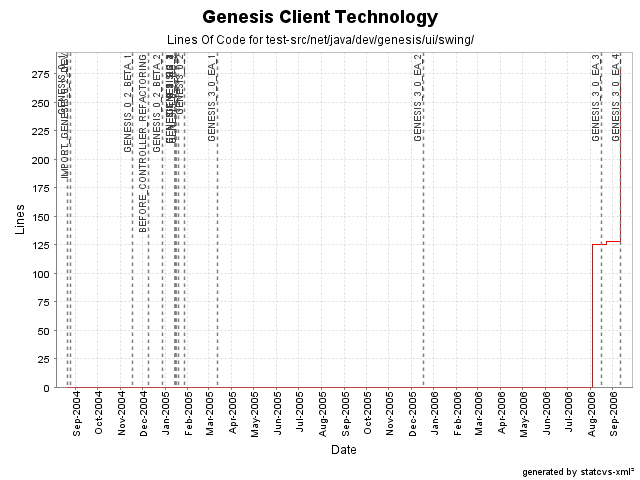 Genesis Client Technology
Lines Of Code for test-src/net/java/dev/genesis/ui/swing/
Lines
275
250
225
200
175
150
125
100
75
50
25
0
GENESIS_0_2_BETA_1
BEFORE_CONTROLLER_REFACTORING
GENESIS_0_2_BETA_2
GENESIS_3_0_EA_1
GENESIS_3_0_EA_2
GENESIS_3_0_EA_3
GENESIS_3_0_EA_4
Sep-2004
Oct-2004
Nov-2004
Dec-2004
Jan-2005
Feb-2005
Mar-2005
Apr-2005
May-2005
Jun-2005
Jul-2005
Aug-2005
Sep-2005
Oct-2005
Nov-2005
Dec-2005
Jan-2006
Feb-2006
Mar-2006
Apr-2006
May-2006
Jun-2006
Jul-2006
Aug-2006
Sep-2006
Date
generated by statcvs-xml²